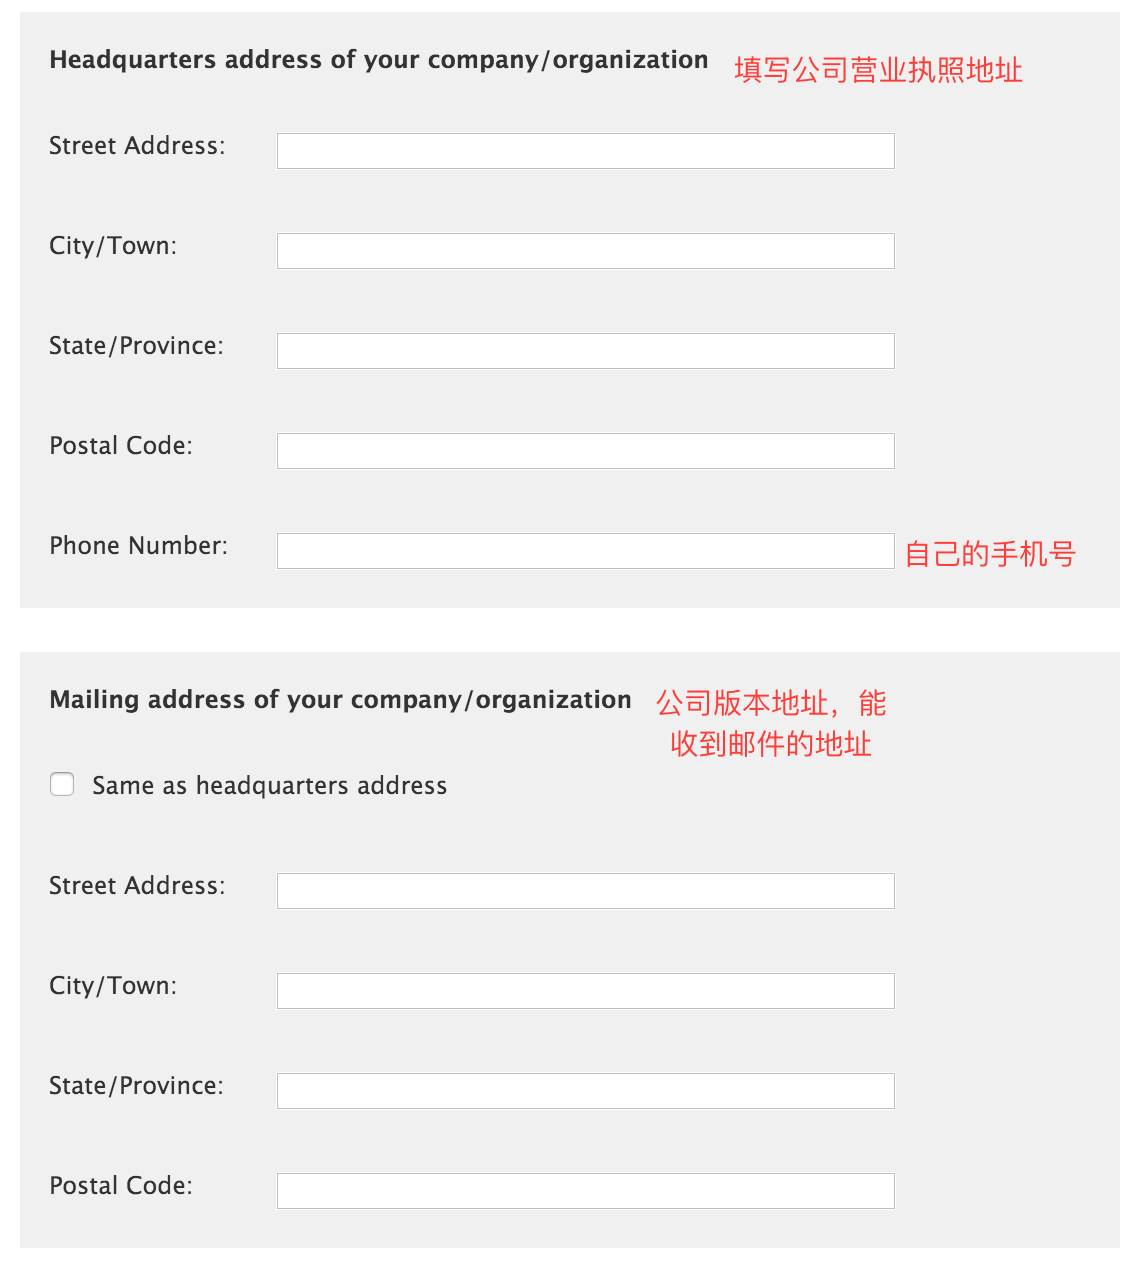 Headquarters address of your company/organization 填写公司营业执照地址
Street Address:
City/Town:
State/Province:
Postal Code:
Phone Number: 自己的手机号
Mailing address of your company/organization 公司版本地址，能
收到邮件的地址
Same as headquarters address
Street Address:
City/Town:
State/Province:
Postal Code: